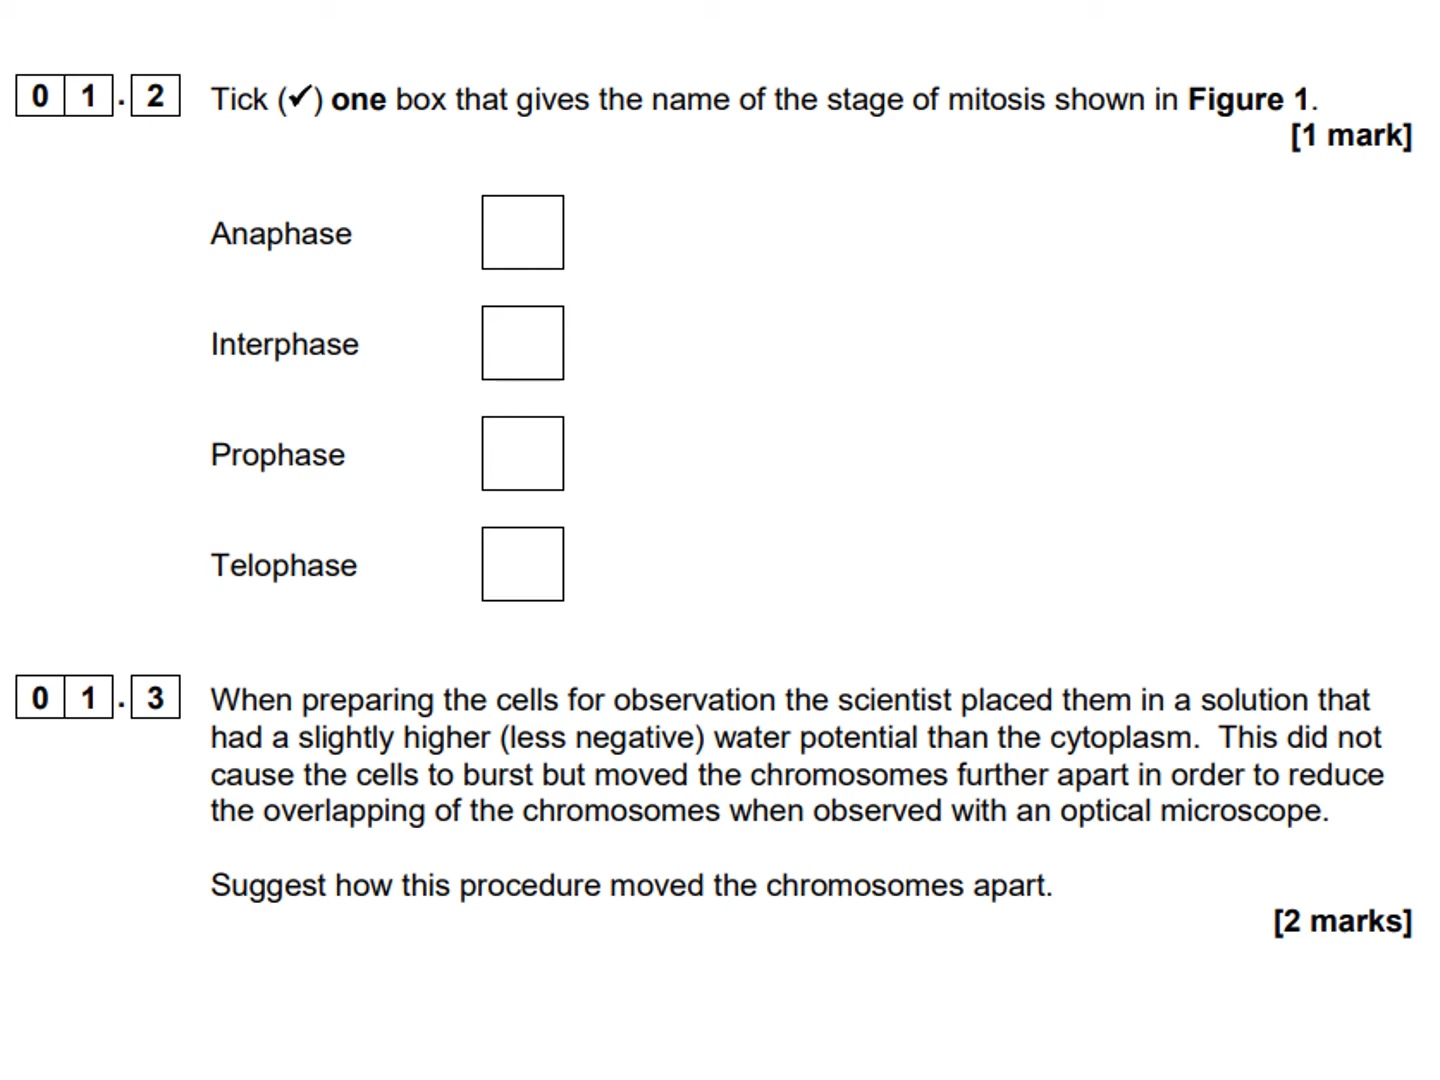 0 1 . 2 Tick (✓) one box that gives the name of the stage of mitosis shown in Figure 1.
[1 mark]
Anaphase
Interphase
Prophase
Telophase
0 1 . 3 When preparing the cells for observation the scientist placed them in a solution that
had a slightly higher (less negative) water potential than the cytoplasm. This did not
cause the cells to burst but moved the chromosomes further apart in order to reduce
the overlapping of the chromosomes when observed with an optical microscope.
Suggest how this procedure moved the chromosomes apart.
[2 marks]